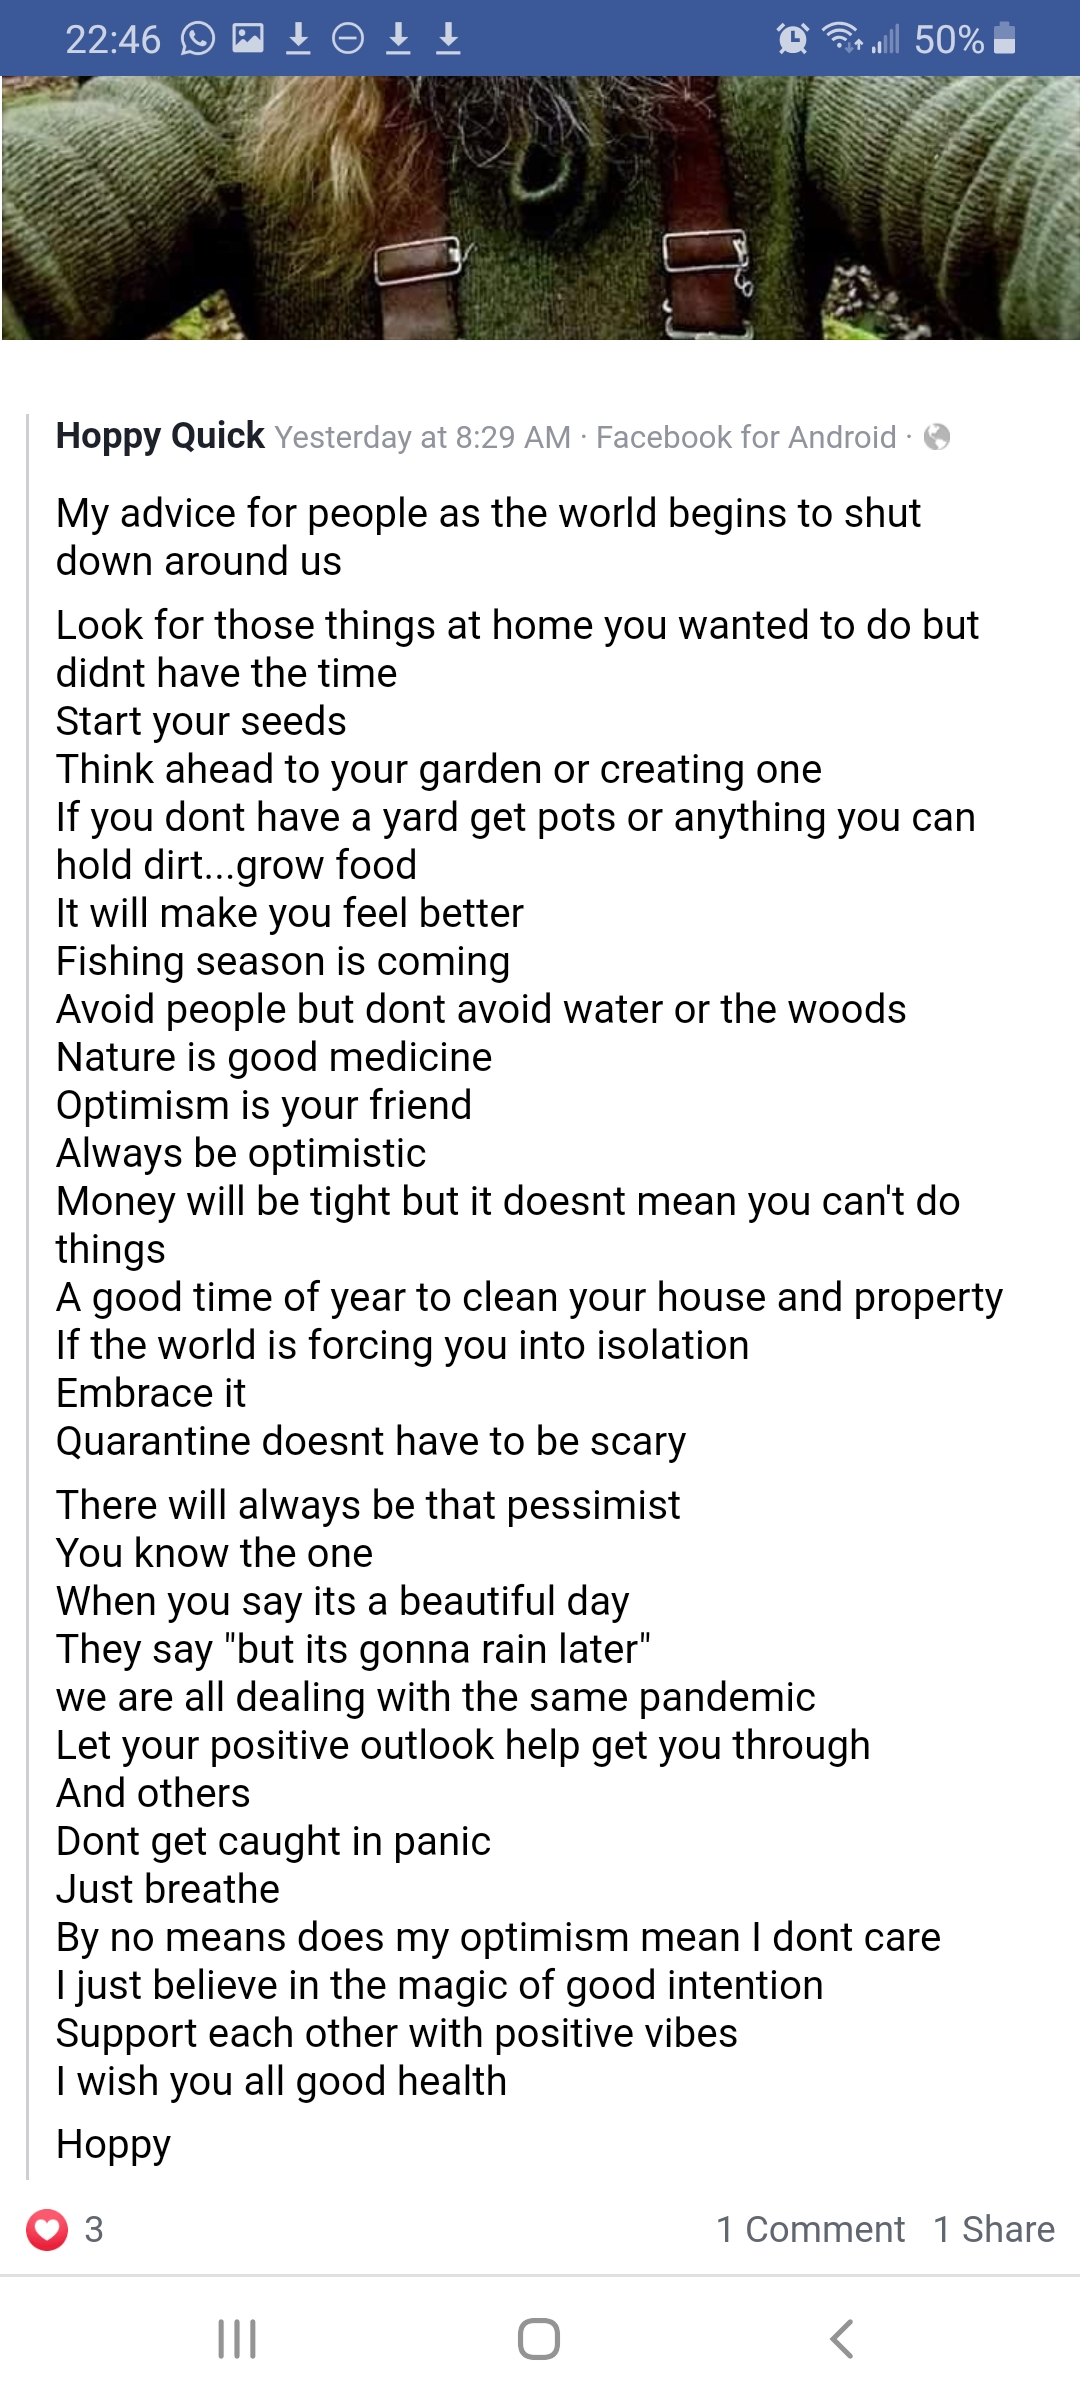 22:46
50%
Hoppy Quick Yesterday at 8:29 AM · Facebook for Android ·
My advice for people as the world begins to shut
down around us
Look for those things at home you wanted to do but
didnt have the time
Start your seeds
Think ahead to your garden or creating one
If you dont have a yard get pots or anything you can
hold dirt...grow food
It will make you feel better
Fishing season is coming
Avoid people but dont avoid water or the woods
Nature is good medicine
Optimism is your friend
Always be optimistic
Money will be tight but it doesnt mean you can't do
things
A good time of year to clean your house and property
If the world is forcing you into isolation
Embrace it
Quarantine doesnt have to be scary
There will always be that pessimist
You know the one
When you say its a beautiful day
They say "but its gonna rain later"
we are all dealing with the same pandemic
Let your positive outlook help get you through
And others
Dont get caught in panic
Just breathe
By no means does my optimism mean I dont care
I just believe in the magic of good intention
Support each other with positive vibes
I wish you all good health
Hoppy
3
1 Comment 1 Share